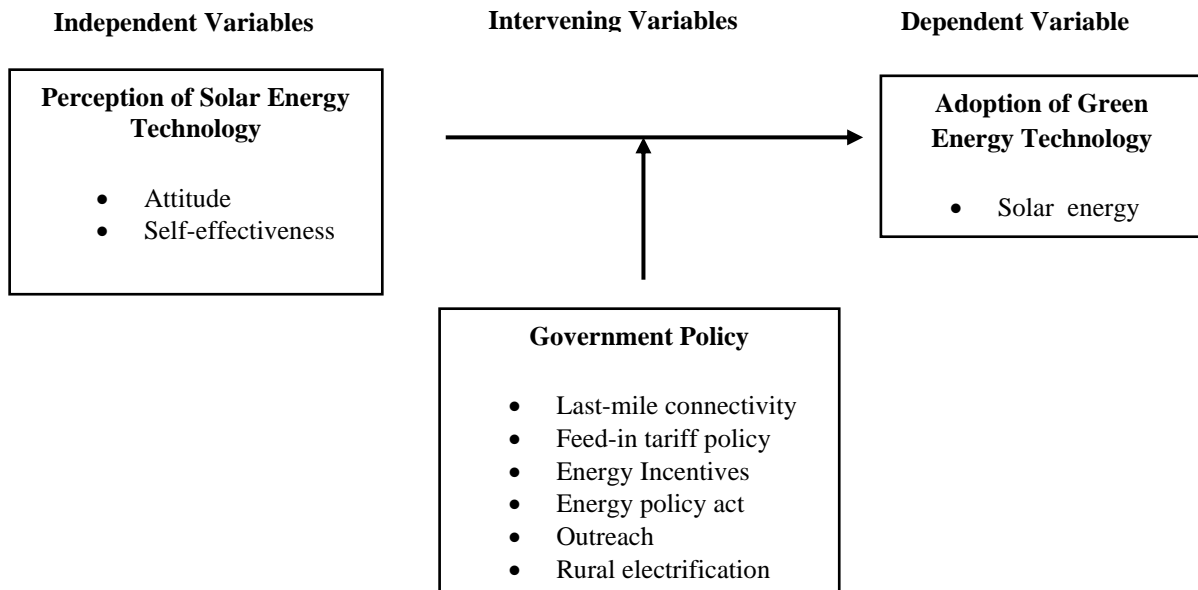 Independent Variables
Intervening Variables
Dependent Variable
Perception of Solar Energy
Technology
• Attitude
• Self-effectiveness
Adoption of Green
Energy Technology
• Solar energy
Government Policy
• Last-mile connectivity
• Feed-in tariff policy
• Energy Incentives
• Energy policy act
• Outreach
• Rural electrification